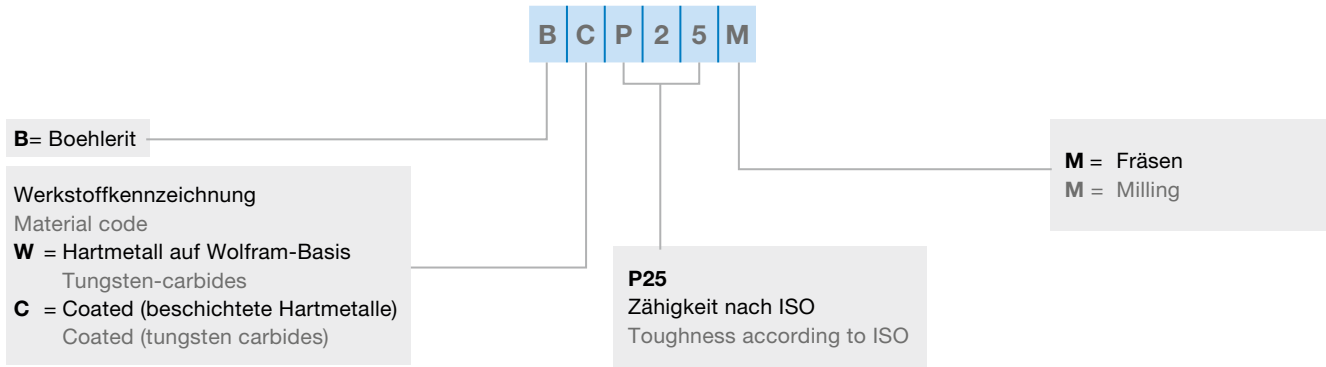 B C P 2 5 M
B= Boehlerit
Werkstoffkennzeichnung
Material code
W = Hartmetall auf Wolfram-Basis
Tungsten-carbides
C = Coated (beschichtete Hartmetalle)
Coated (tungsten carbides)
P25
Zähigkeit nach ISO
Toughness according to ISO
M = Fräsen
M = Milling